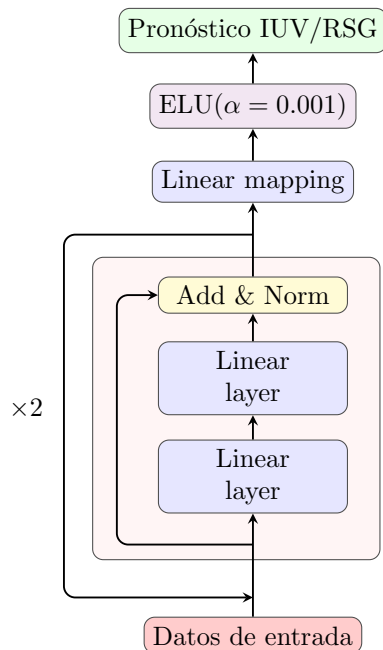 Pronóstico IUV/RSG
ELU(α = 0.001)
Linear mapping
Add & Norm
Linear
layer
×2
Linear
layer
Datos de entrada